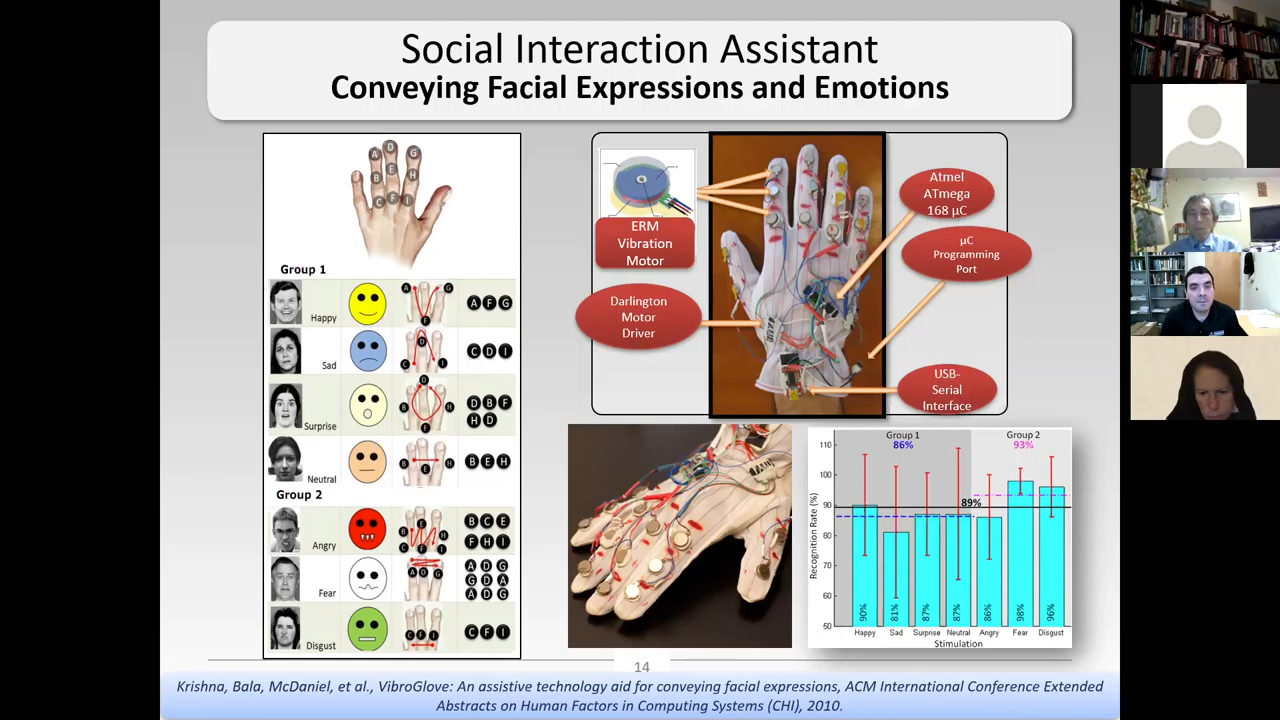 Social Interaction Assistant
Conveying Facial Expressions and Emotions
A D G
B E H
C F I
Group 1
Happy
A G
F
A F G
Sad
D
C I
C D I
Surprise
D
B H
F
D B F
H D
Neutral
B E H
B E H
Group 2
Angry
B E H
C F I
B C E
F H I
Fear
A D G
A D G
G D A
A D G
Disgust
C F I
C F I
ERM
Vibration
Motor
Darlington
Motor
Driver
Atmel
ATmega
168 µC
µC
Programming
Port
USB-
Serial
Interface
Group 1
86%
Group 2
93%
89%
Recognition Rate (%)
110
100
90
80
70
60
50
90% 81% 87% 87% 86% 98% 96%
Happy Sad Surprise Neutral Angry Fear Disgust
Stimulation
14
Krishna, Bala, McDaniel, et al., VibroGlove: An assistive technology aid for conveying facial expressions, ACM International Conference Extended
Abstracts on Human Factors in Computing Systems (CHI), 2010.